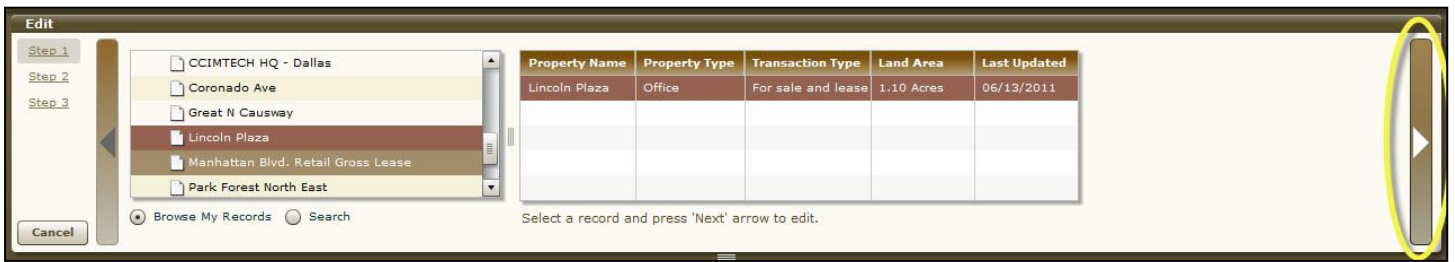 Edit
Step 1
Step 2
Step 3
Cancel
CCIMTECH HQ - Dallas
Coronado Ave
Great N Causway
Lincoln Plaza
Manhattan Blvd. Retail Gross Lease
Park Forest North East
Browse My Records Search
Property Name Property Type Transaction Type Land Area Last Updated
Lincoln Plaza Office For sale and lease 1.10 Acres 06/13/2011
Select a record and press 'Next' arrow to edit.